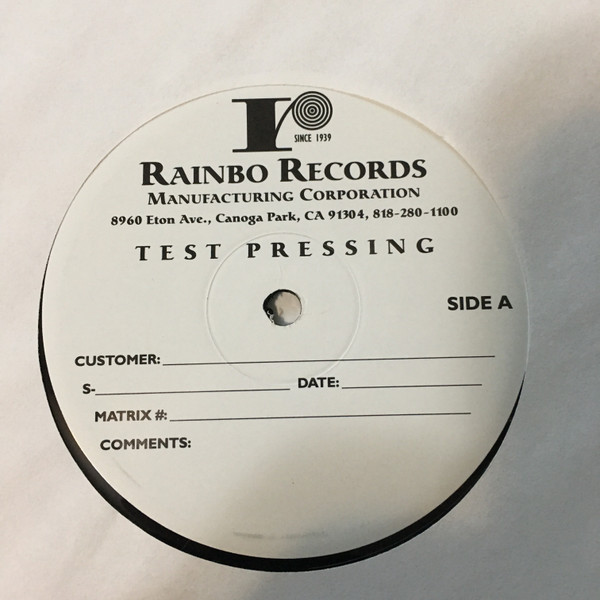 r
SINCE 1939
RAINBO RECORDS
MANUFACTURING CORPORATION
8960 Eton Ave., Canoga Park, CA 91304, 818-280-1100
TEST PRESSING
SIDE A
CUSTOMER:
S- DATE:
MATRIX #:
COMMENTS: